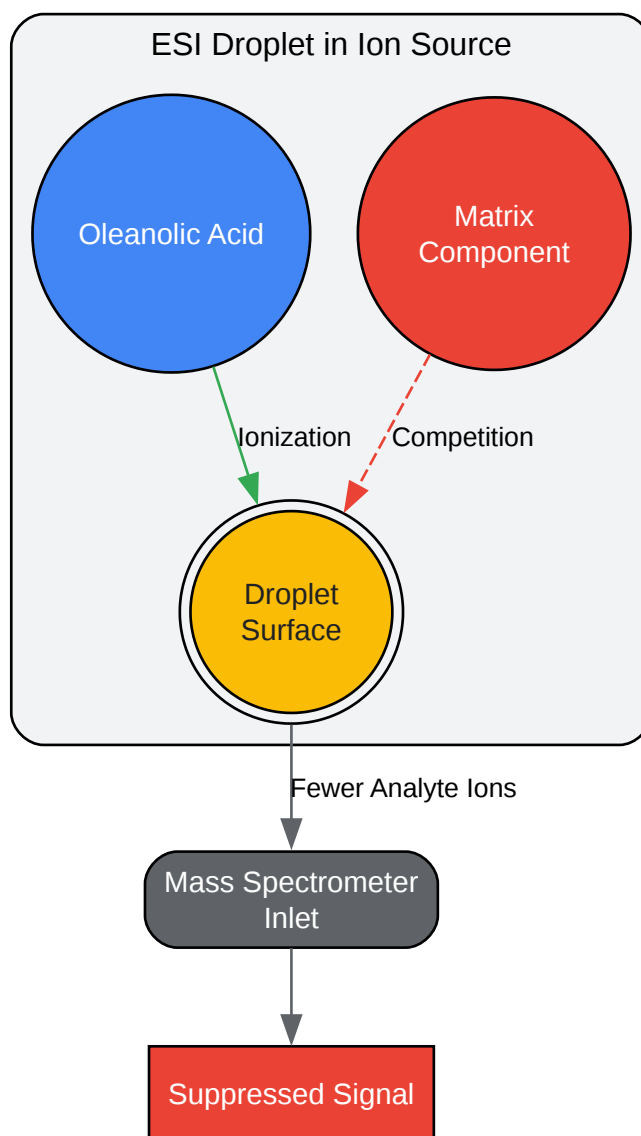 ESI Droplet in Ion Source
Oleanolic Acid
Matrix
Component
Ionization
Competition
Droplet
Surface
Fewer Analyte Ions
Mass Spectrometer
Inlet
Suppressed Signal